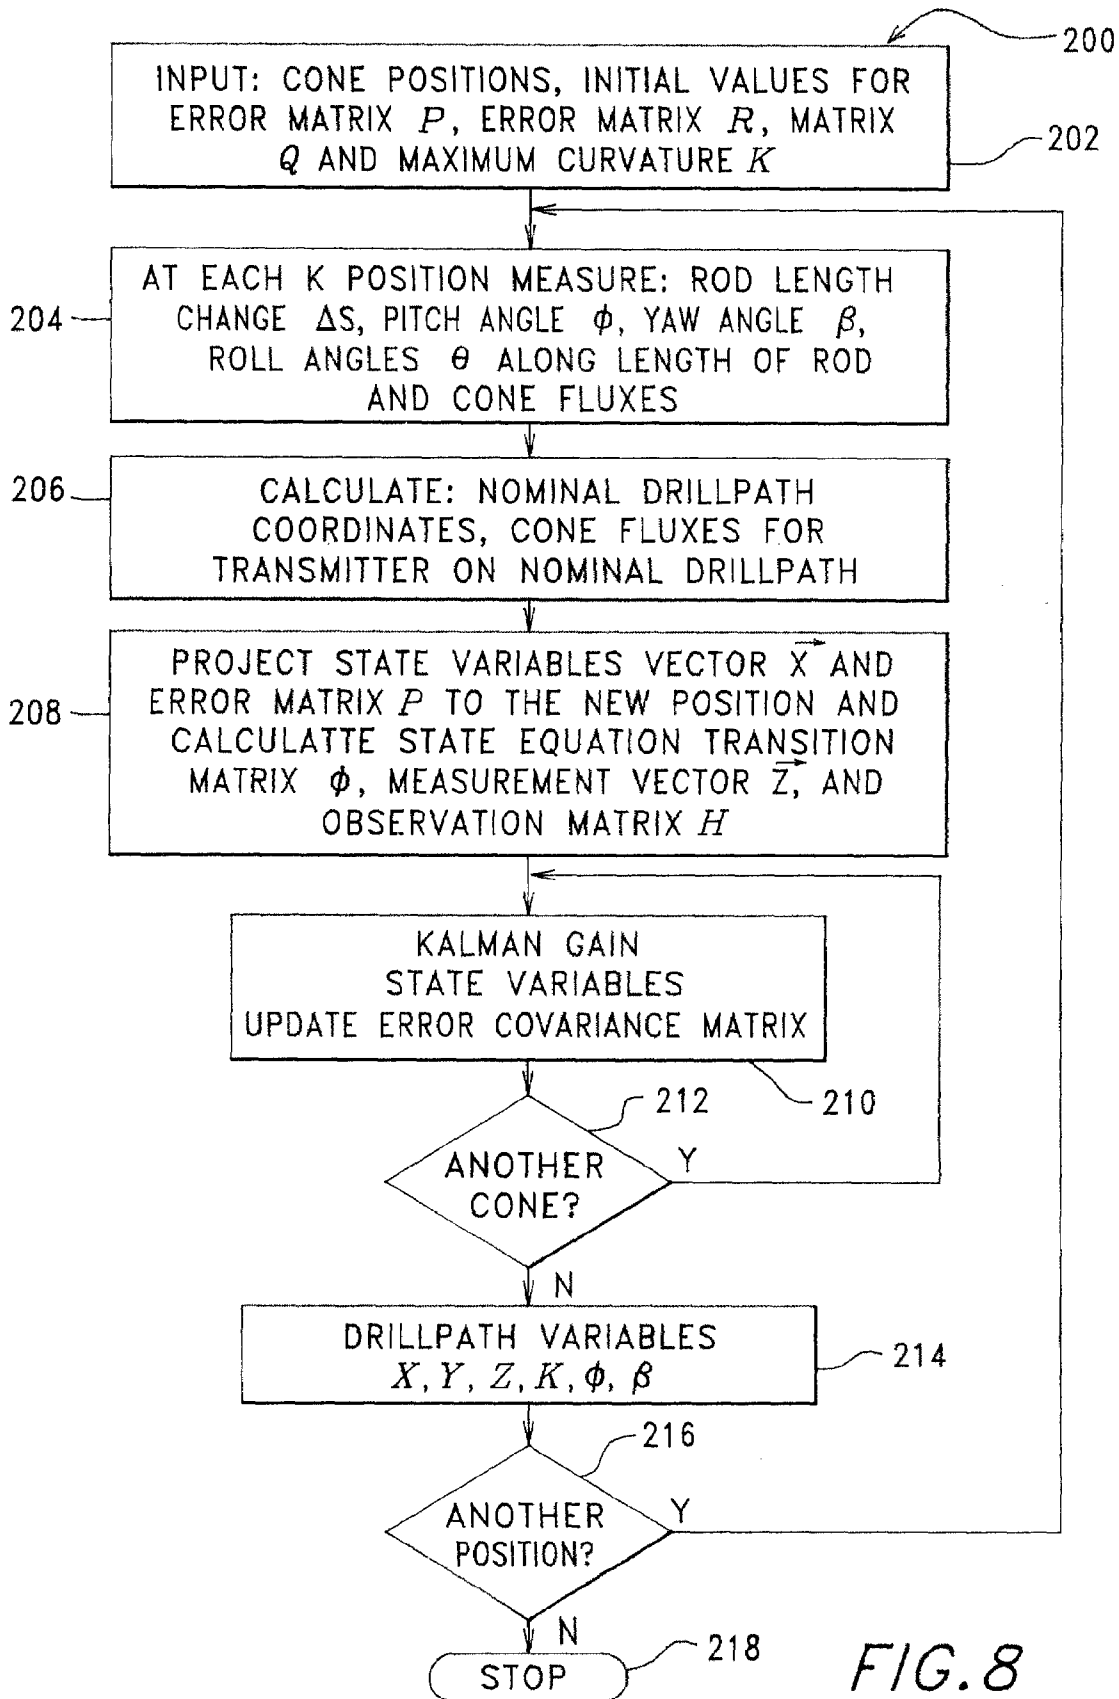 200
INPUT: CONE POSITIONS, INITIAL VALUES FOR
ERROR MATRIX P, ERROR MATRIX R, MATRIX
Q AND MAXIMUM CURVATURE K
202
AT EACH K POSITION MEASURE: ROD LENGTH
CHANGE ΔS, PITCH ANGLE ϕ, YAW ANGLE β,
ROLL ANGLES θ ALONG LENGTH OF ROD
AND CONE FLUXES
204
206
CALCULATE: NOMINAL DRILLPATH
COORDINATES, CONE FLUXES FOR
TRANSMITTER ON NOMINAL DRILLPATH
PROJECT STATE VARIABLES VECTOR X⃗ AND
ERROR MATRIX P TO THE NEW POSITION AND
CALCULATTE STATE EQUATION TRANSITION
MATRIX ϕ, MEASUREMENT VECTOR Z⃗, AND
OBSERVATION MATRIX H
208
KALMAN GAIN
STATE VARIABLES
UPDATE ERROR COVARIANCE MATRIX
210
212
ANOTHER
CONE?
Y
N
DRILLPATH VARIABLES
X, Y, Z, K, ϕ, β
214
216
ANOTHER
POSITION?
Y
N
STOP
218
FIG. 8